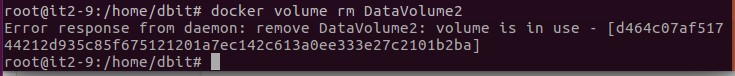 root@it2-9:/home/dbit# docker volume rm DataVolume2
Error response from daemon: remove DataVolume2: volume is in use - [d464c07af517
44212d935c85f675121201a7ec142c613a0ee333e27c2101b2ba]
root@it2-9:/home/dbit#